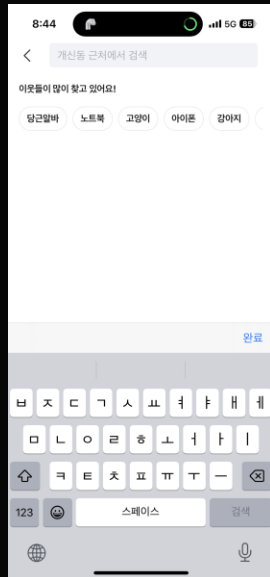 8:44 5G 85
개신동 근처에서 검색
이웃들이 많이 찾고 있어요!
당근알바 노트북 고양이 아이폰 강아지
완료
ㅂ ㅈ ㄷ ㄱ ㅅ ㅛ ㅕ ㅑ ㅐ ㅔ
ㅁ ㄴ ㅇ ㄹ ㅎ ㅗ ㅓ ㅏ ㅣ
ㅋ ㅌ ㅊ ㅍ ㅠ ㅜ ㅡ
123 스페이스 검색